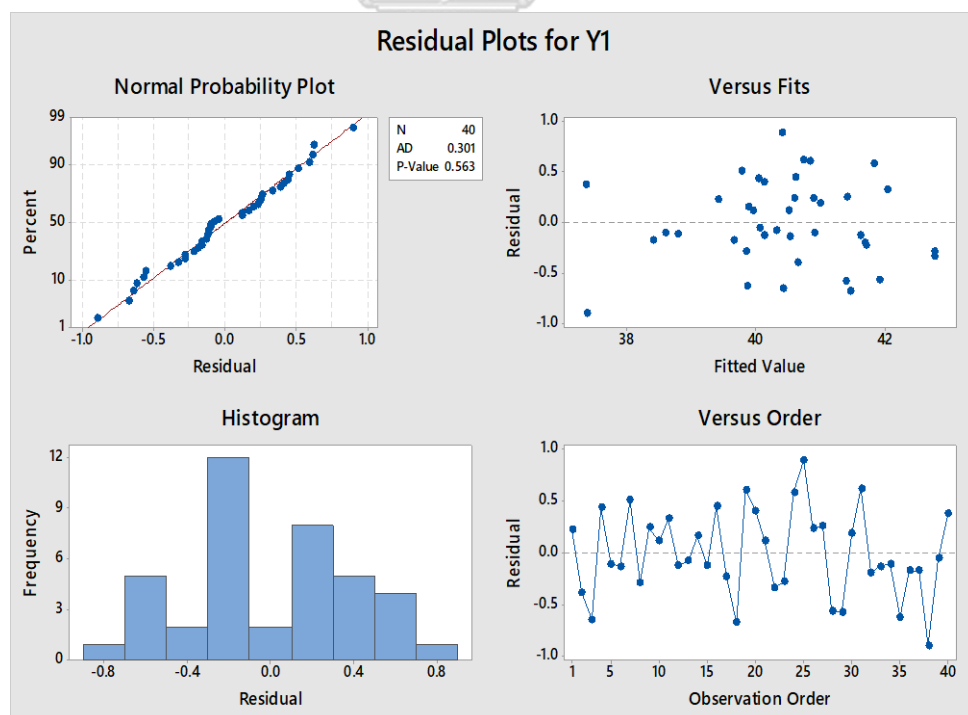 Residual Plots for Y1
Normal Probability Plot
99
90
50
10
1
Percent
-1.0 -0.5 0.0 0.5 1.0
Residual
N 40
AD 0.301
P-Value 0.563
Versus Fits
1.0
0.5
0.0
-0.5
-1.0
Residual
38 40 42
Fitted Value
Histogram
12
9
6
3
0
Frequency
-0.8 -0.4 0.0 0.4 0.8
Residual
Versus Order
1.0
0.5
0.0
-0.5
-1.0
Residual
1 5 10 15 20 25 30 35 40
Observation Order